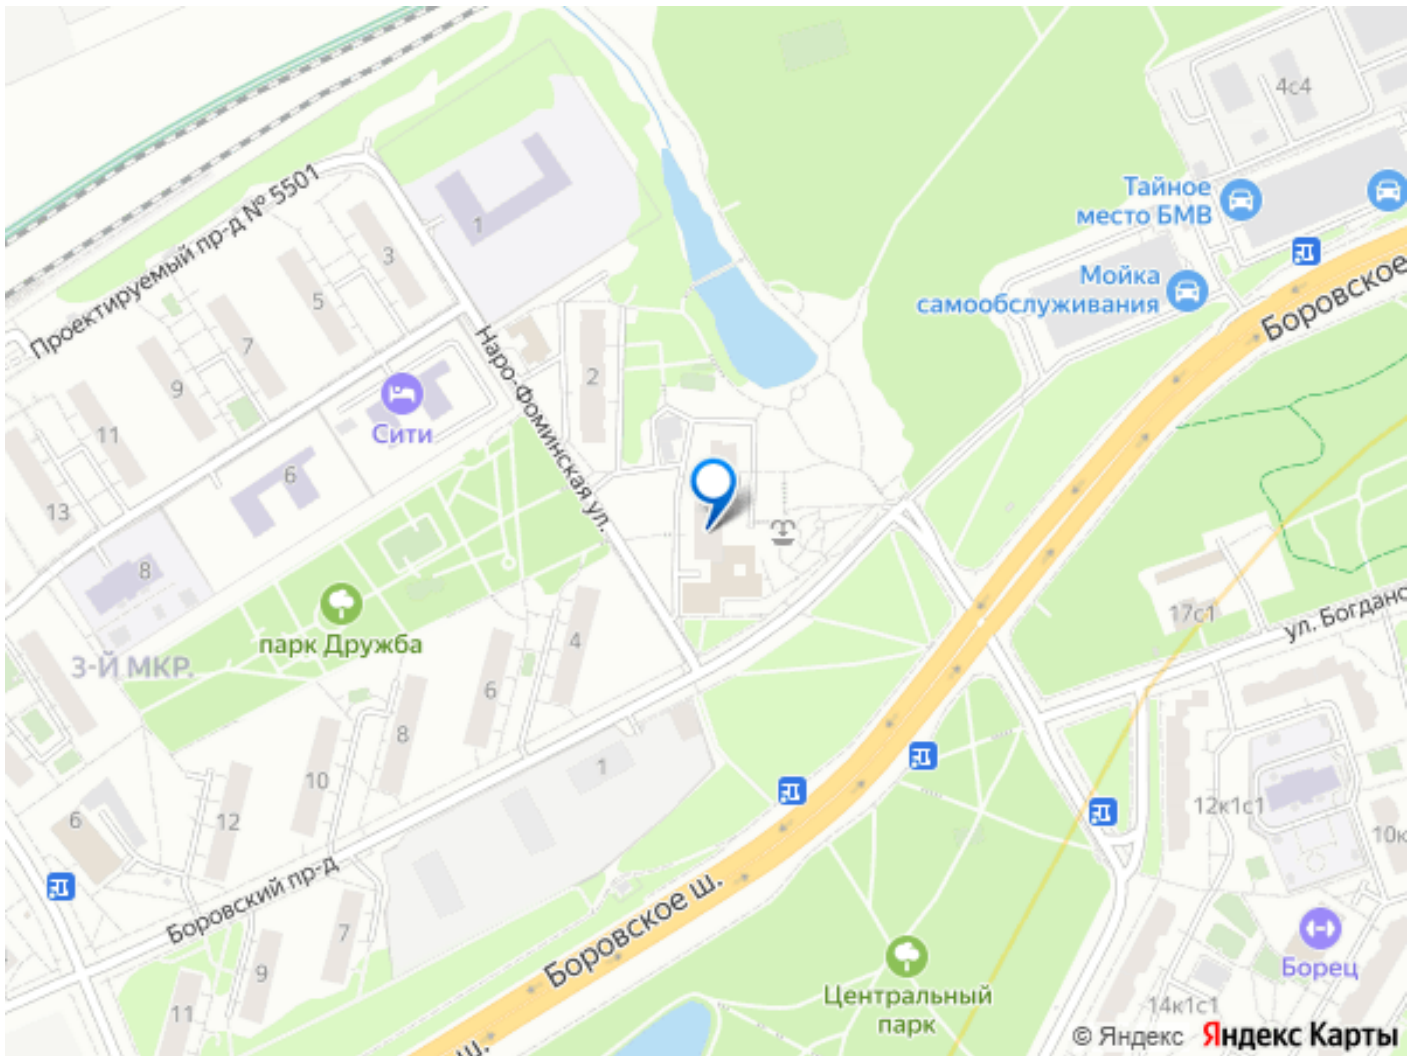 4с4
Тайное
место БМВ
Мойка
самообслуживания
Боровское
Проектируемый пр-д № 5501
1
3
5
7
9
11
13
2
Наро-Фоминская ул.
Сити
6
8
парк Дружба
3-Й МКР.
4
6
8
10
12
6
1
17с1
ул. Богданс
12к1с1
10к
Боровский пр-д
7
9
11
Боровское ш.
ш.
Центральный
парк
Борец
14к1с1
© Яндекс Яндекс Карты